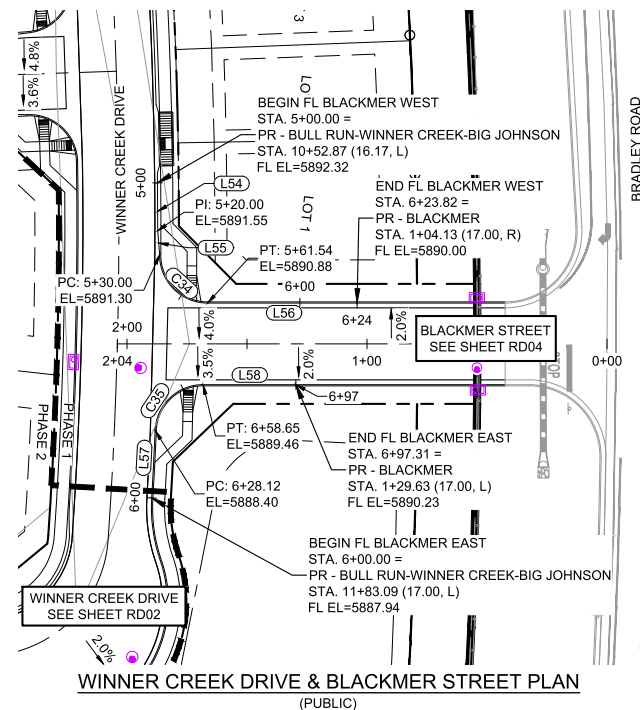 4.8%
3.6%
WINNER CREEK DRIVE
5+00
LO
3
BEGIN FL BLACKMER WEST
STA. 5+00.00 =
PR - BULL RUN-WINNER CREEK-BIG JOHNSON
STA. 10+52.87 (16.17, L)
FL EL=5892.32
BRADLEY ROAD
L54
PI: 5+20.00
EL=5891.55
LOT 1
END FL BLACKMER WEST
STA. 6+23.82 =
PR - BLACKMER
STA. 1+04.13 (17.00, R)
FL EL=5890.00
L55
PT: 5+61.54
EL=5890.88
PC: 5+30.00
EL=5891.30
C34
6+00
L56
6+24
2+00
2+04
4.0%
3.5%
2.0%
2.0%
1+00
0+00
BLACKMER STREET
SEE SHEET RD04
OP
L58
6+97
C35
PHASE 2
PHASE 1
L57
6+00
PT: 6+58.65
EL=5889.46
PC: 6+28.12
EL=5888.40
END FL BLACKMER EAST
STA. 6+97.31 =
PR - BLACKMER
STA. 1+29.63 (17.00, L)
FL EL=5890.23
BEGIN FL BLACKMER EAST
STA. 6+00.00 =
PR - BULL RUN-WINNER CREEK-BIG JOHNSON
STA. 11+83.09 (17.00, L)
FL EL=5887.94
WINNER CREEK DRIVE
SEE SHEET RD02
2.0%
WINNER CREEK DRIVE & BLACKMER STREET PLAN
(PUBLIC)